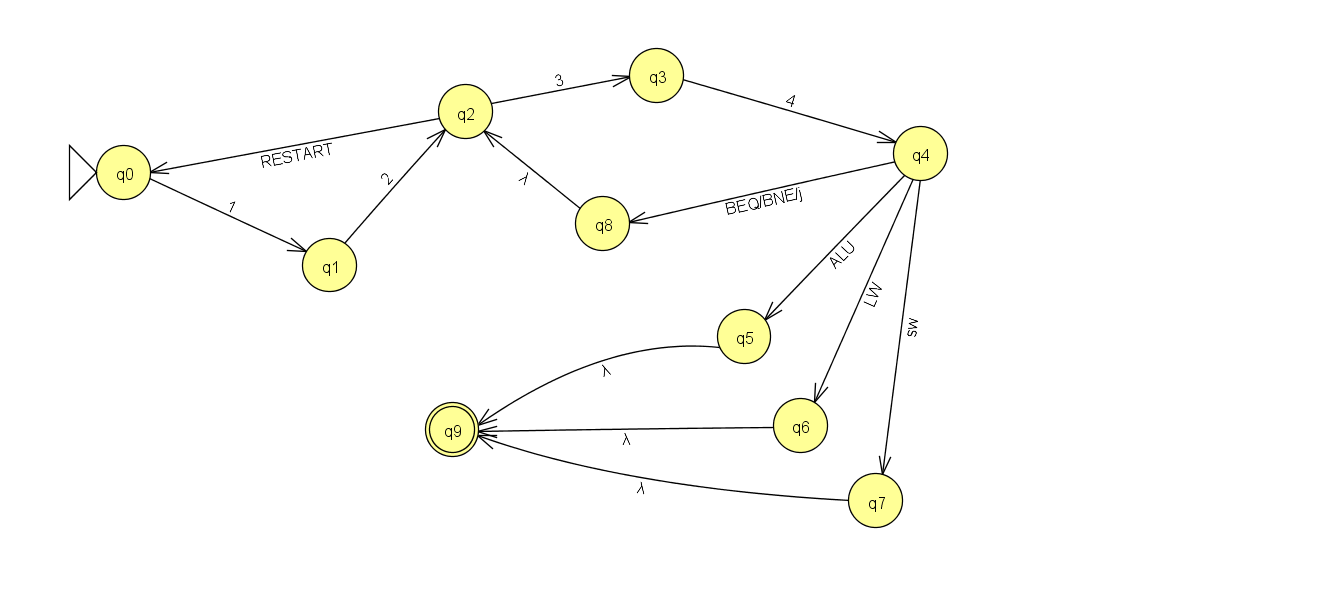 3
q3
4
q2
RESTART
q4
q0
2
λ
BEQ/BNE/j
1
q8
ALU
q1
LW
sw
q5
λ
q6
q9
λ
λ
q7